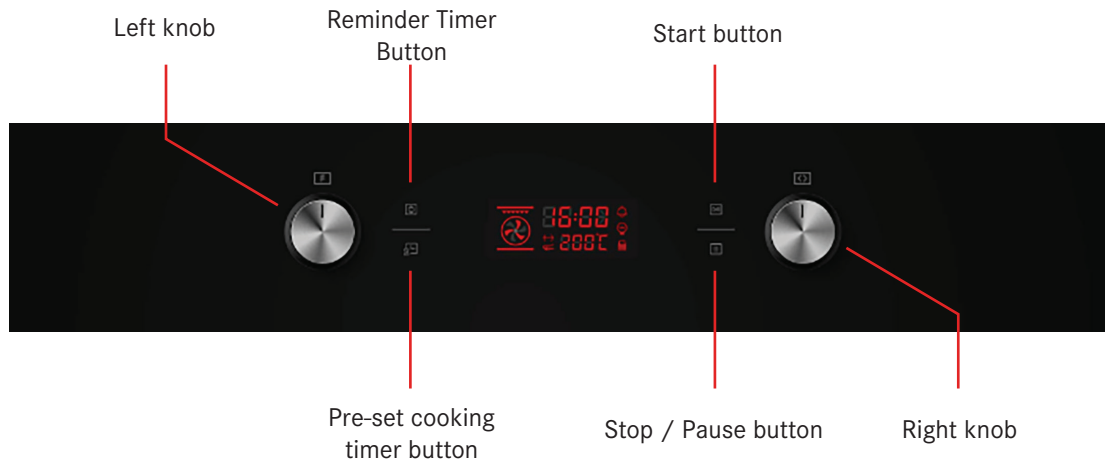 Left knob
Reminder Timer
Button
Start button
16:00
200℃
Pre-set cooking
timer button
Stop / Pause button
Right knob